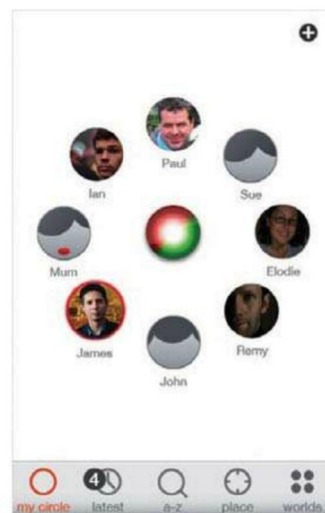 Paul
Ian
Sue
Mum
Elodie
James
Remy
John
4
my circle latest a-z place worlds